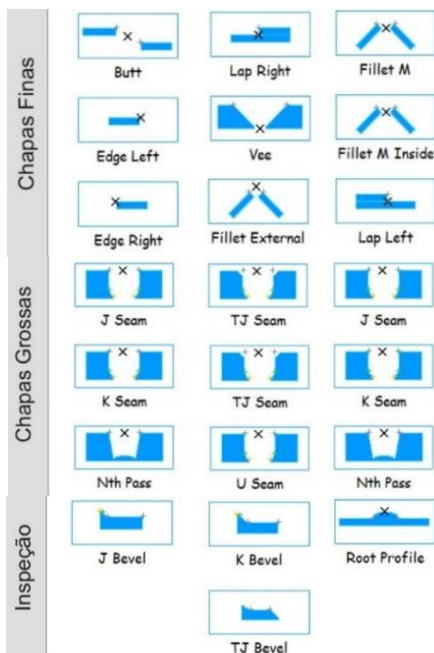 Chapas Finas
Butt
Lap Right
Fillet M
Edge Left
Vee
Fillet M Inside
Edge Right
Fillet External
Lap Left
Chapas Grossas
J Seam
TJ Seam
J Seam
K Seam
TJ Seam
K Seam
Nth Pass
U Seam
Nth Pass
Inspeção
J Bevel
K Bevel
Root Profile
TJ Bevel